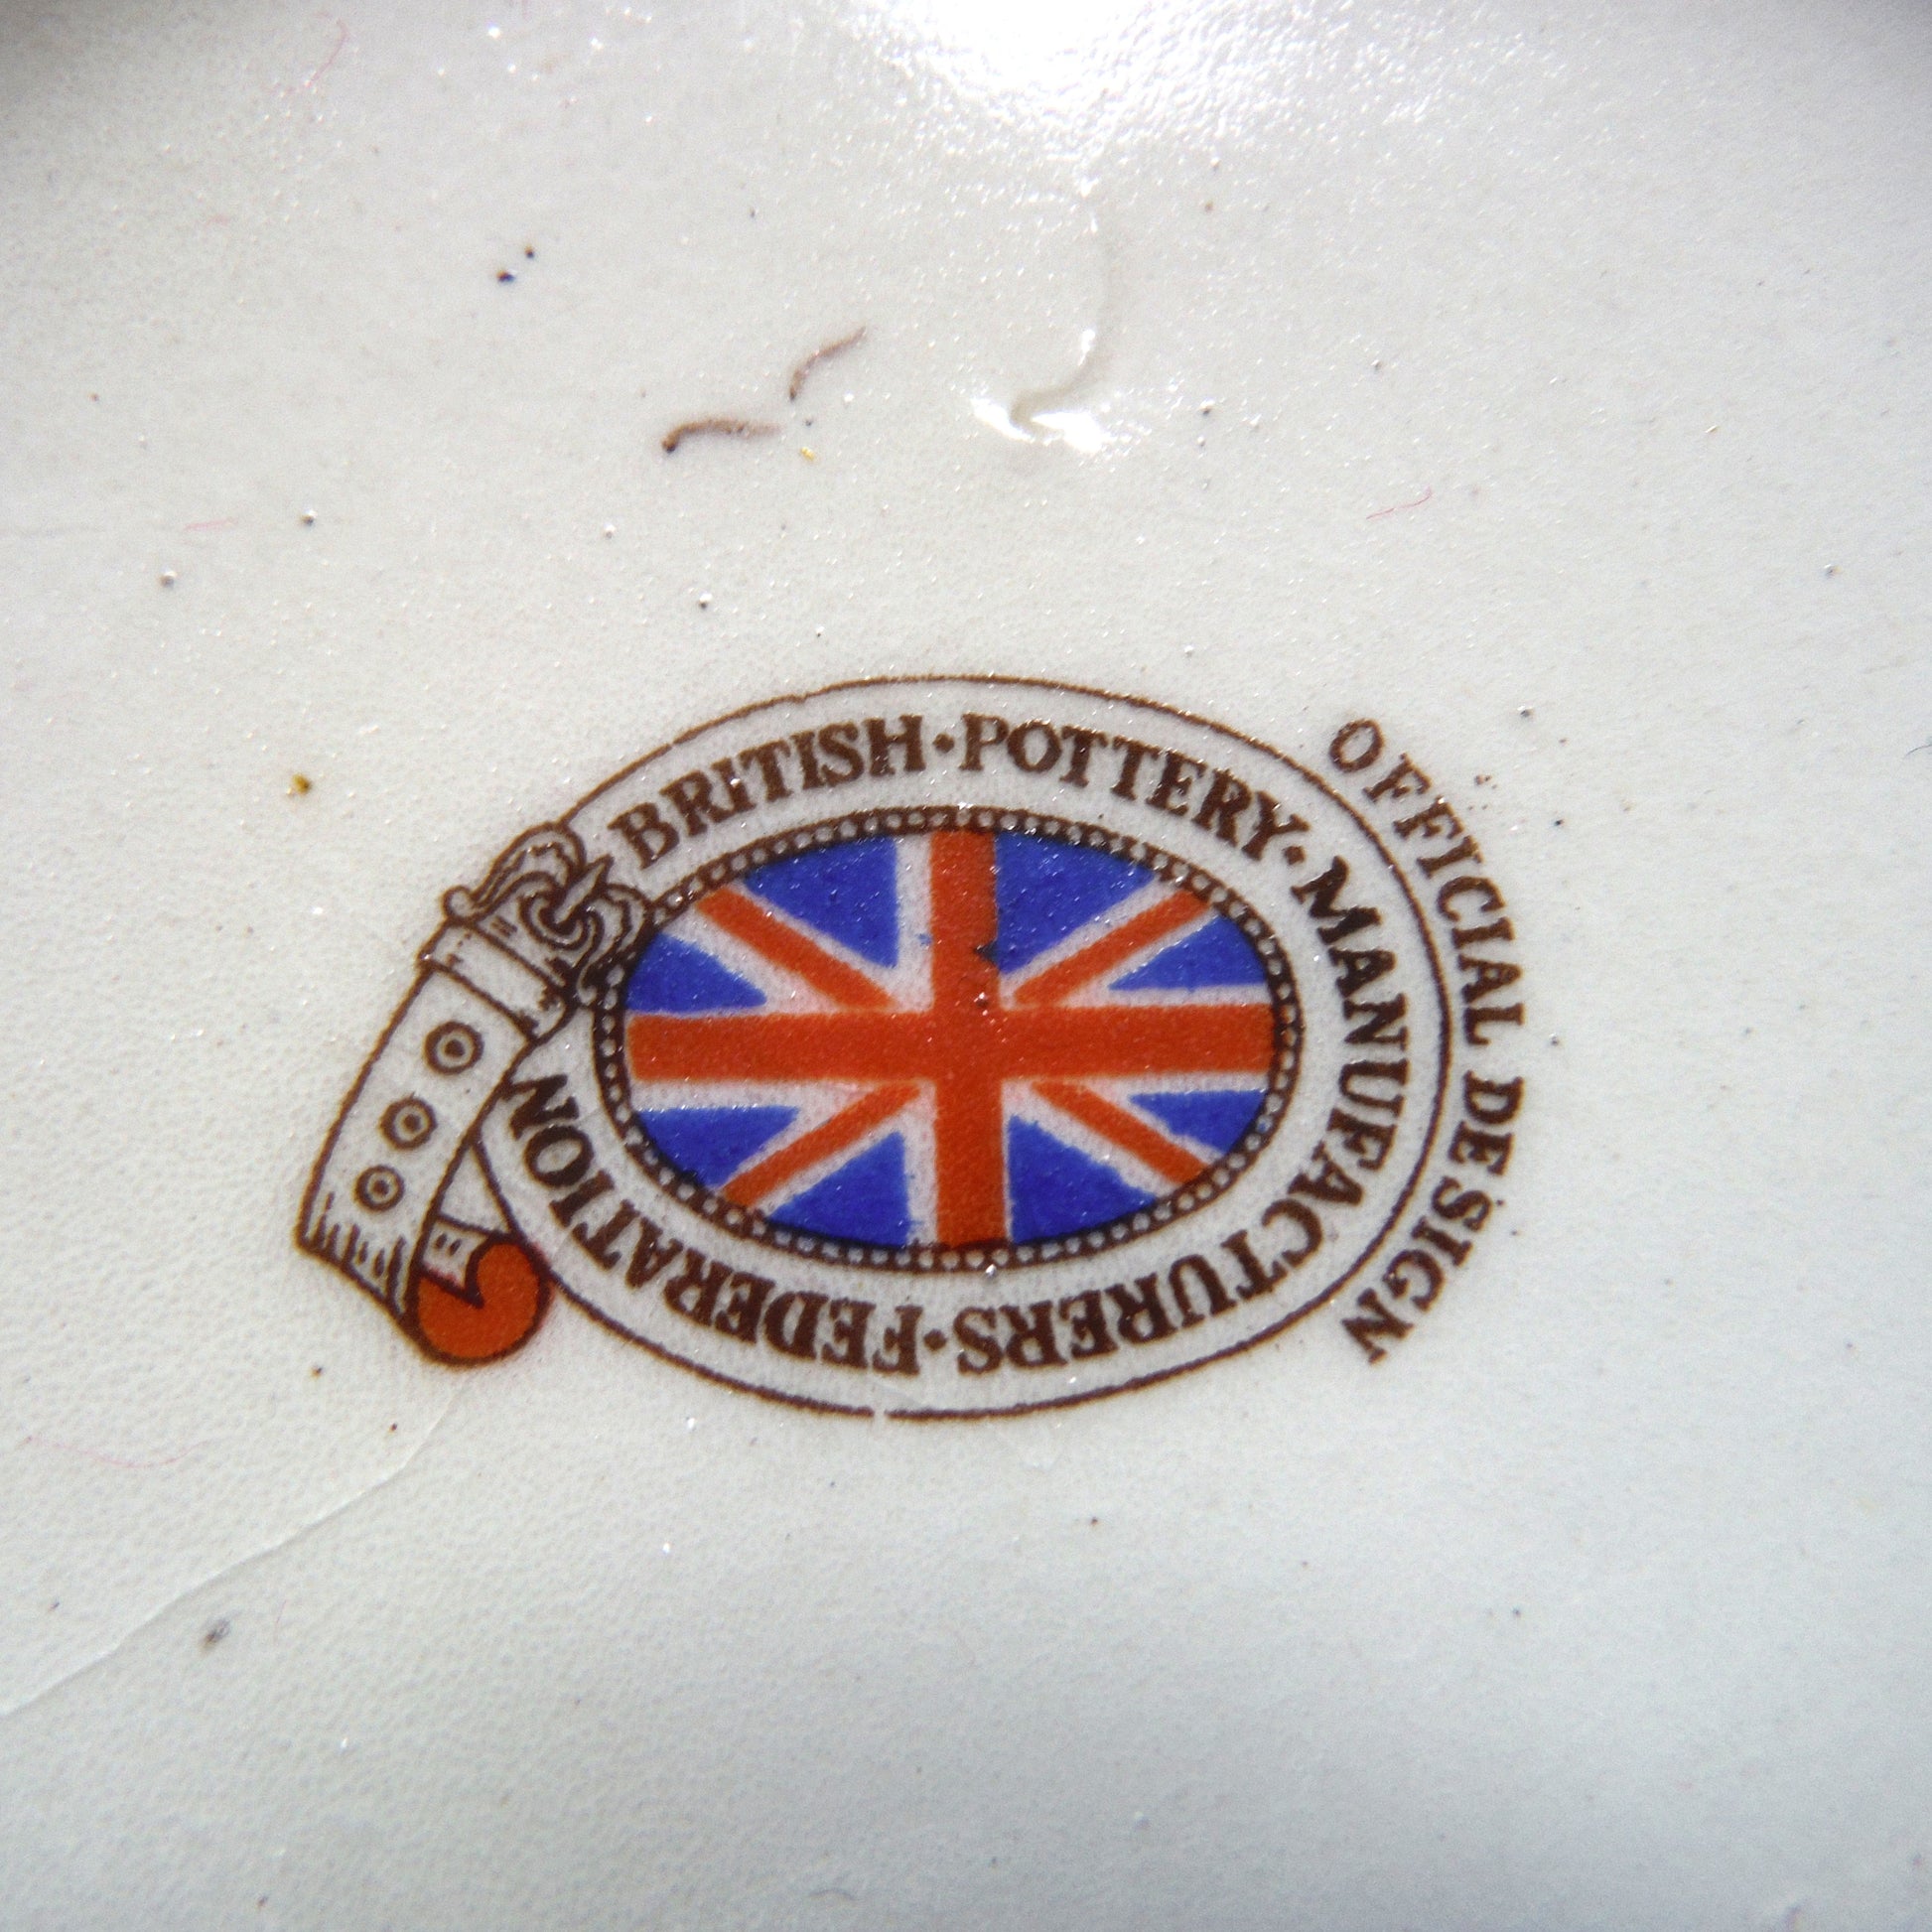 BRITISH·POTTERY·MANUFACTURERS·FEDERATION
OFFICIAL DESIGN